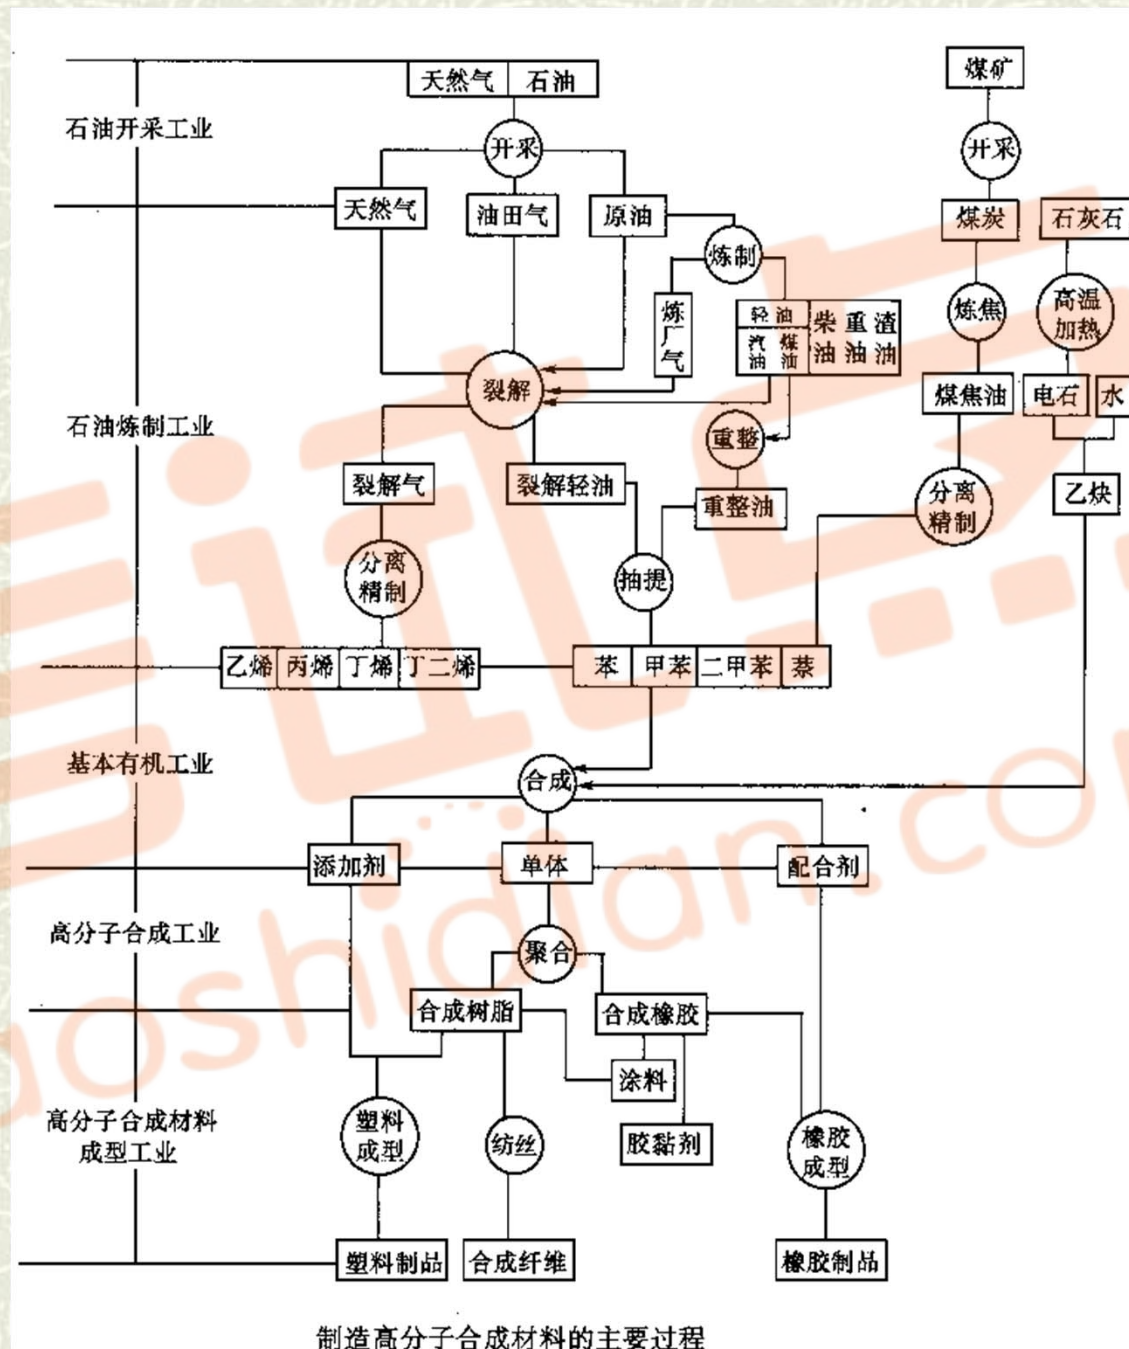 天然气 石油
煤矿
石油开采工业
开采
开采
天然气
油田气
原油
煤炭
石灰石
炼制
炼厂气
轻油
汽油
煤油
柴油
重油
渣油
炼焦
高温
加热
裂解
煤焦油
电石
水
石油炼制工业
重整
裂解气
裂解轻油
重整油
分离
精制
乙炔
分离
精制
抽提
乙烯 丙烯 丁烯 丁二烯
苯 甲苯 二甲苯 萘
基本有机工业
合成
添加剂
单体
配合剂
高分子合成工业
聚合
合成树脂
合成橡胶
涂料
高分子合成材料
成型工业
塑料
成型
纺丝
胶黏剂
橡胶
成型
塑料制品
合成纤维
橡胶制品
制造高分子合成材料的主要过程